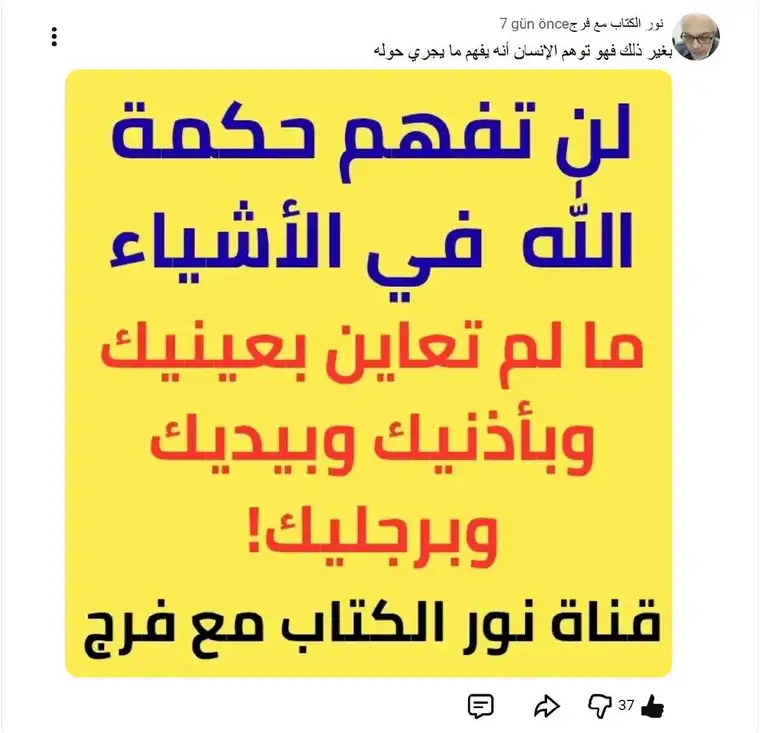 نور الكتاب مع فرج 7 gün önce
بغير ذلك فهو توهم الإنسان أنه يفهم ما يجري حوله
لن تفهم حكمة
الله في الأشياء
ما لم تعاين بعينيك
وبأذنيك وبيديك
وبرجليك!
قناة نور الكتاب مع فرج
37